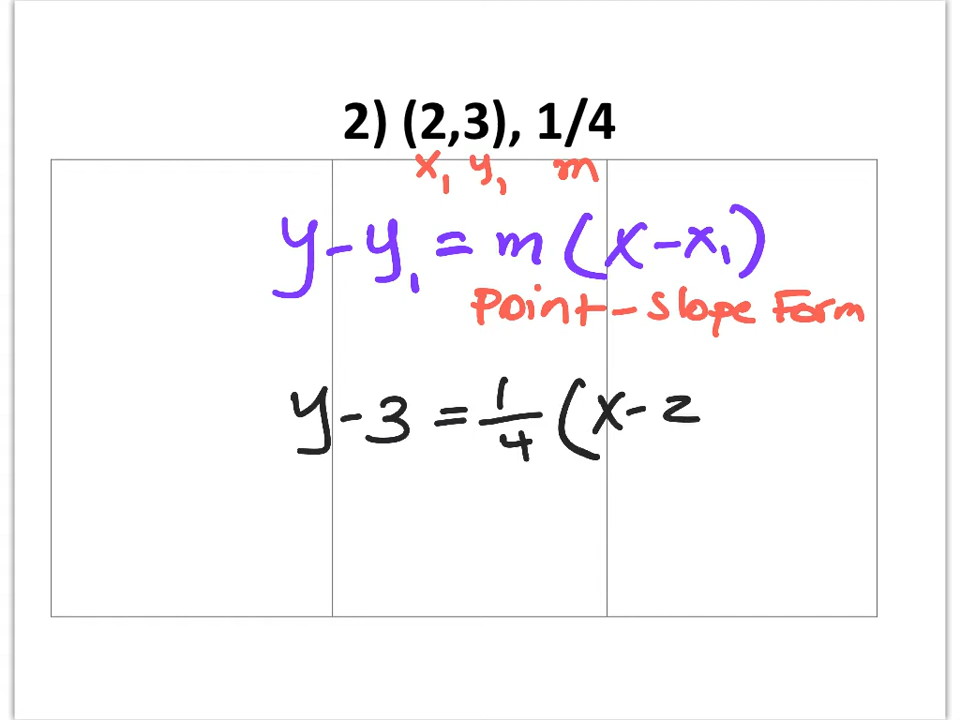 2) (2,3), 1/4
x₁ y₁ m
y - y₁ = m (x - x₁)
Point - Slope Form
y - 3 = 1/4 (x - 2